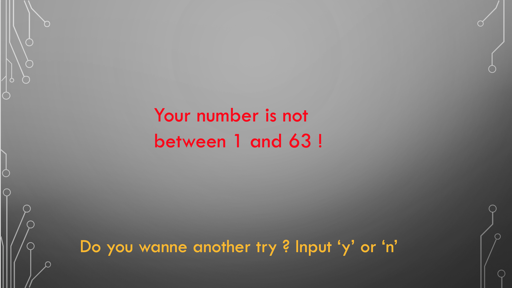 Your number is not
between 1 and 63 !
Do you wanne another try ? Input ‘y’ or ‘n’